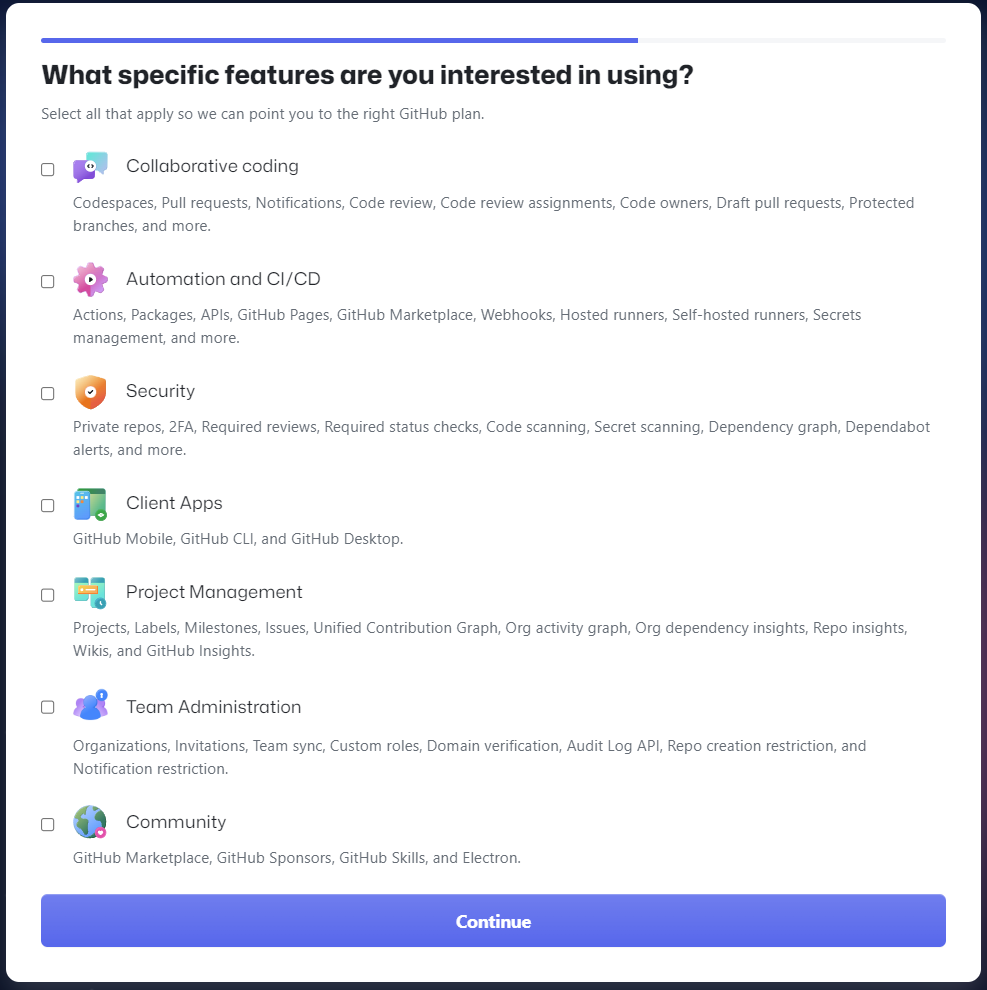 What specific features are you interested in using?
Select all that apply so we can point you to the right GitHub plan.
Collaborative coding
Codespaces, Pull requests, Notifications, Code review, Code review assignments, Code owners, Draft pull requests, Protected
branches, and more.
Automation and CI/CD
Actions, Packages, APIs, GitHub Pages, GitHub Marketplace, Webhooks, Hosted runners, Self-hosted runners, Secrets
management, and more.
Security
Private repos, 2FA, Required reviews, Required status checks, Code scanning, Secret scanning, Dependency graph, Dependabot
alerts, and more.
Client Apps
GitHub Mobile, GitHub CLI, and GitHub Desktop.
Project Management
Projects, Labels, Milestones, Issues, Unified Contribution Graph, Org activity graph, Org dependency insights, Repo insights,
Wikis, and GitHub Insights.
Team Administration
Organizations, Invitations, Team sync, Custom roles, Domain verification, Audit Log API, Repo creation restriction, and
Notification restriction.
Community
GitHub Marketplace, GitHub Sponsors, GitHub Skills, and Electron.
Continue